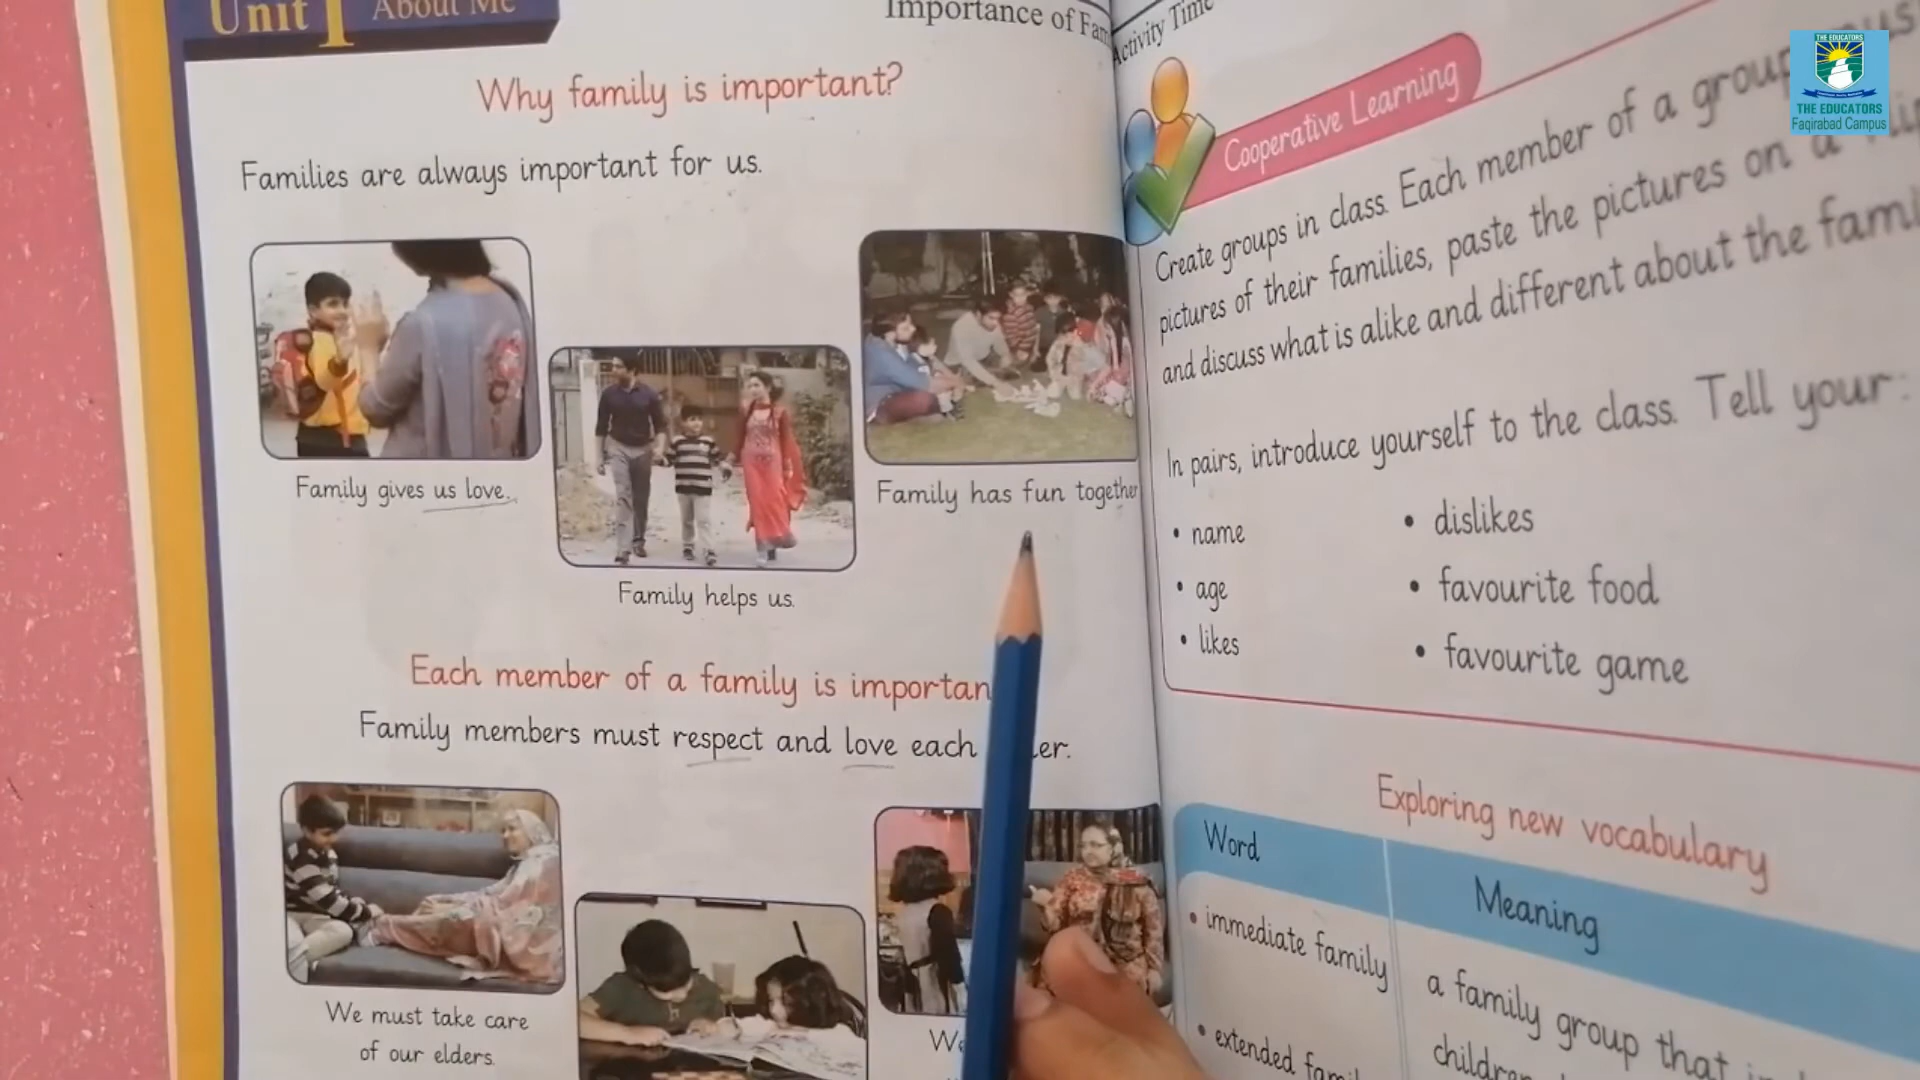 Unit 1 About Me
Importance of Fam
Why family is important?
Families are always important for us.
Family gives us love.
Family helps us.
Family has fun together
Each member of a family is importan
Family members must respect and love each
We must take care
of our elders.
Activity Time
Cooperative Learning
Create groups in class. Each member of a group
pictures of their families, paste the pictures on a
and discuss what is alike and different about the fami
In pairs, introduce yourself to the class. Tell your:
• name
• age
• likes
• dislikes
• favourite food
• favourite game
Exploring new vocabulary
Word Meaning
• immediate family a family group that
• extended children
THE EDUCATORS
THE EDUCATORS
Faqirabad Campus